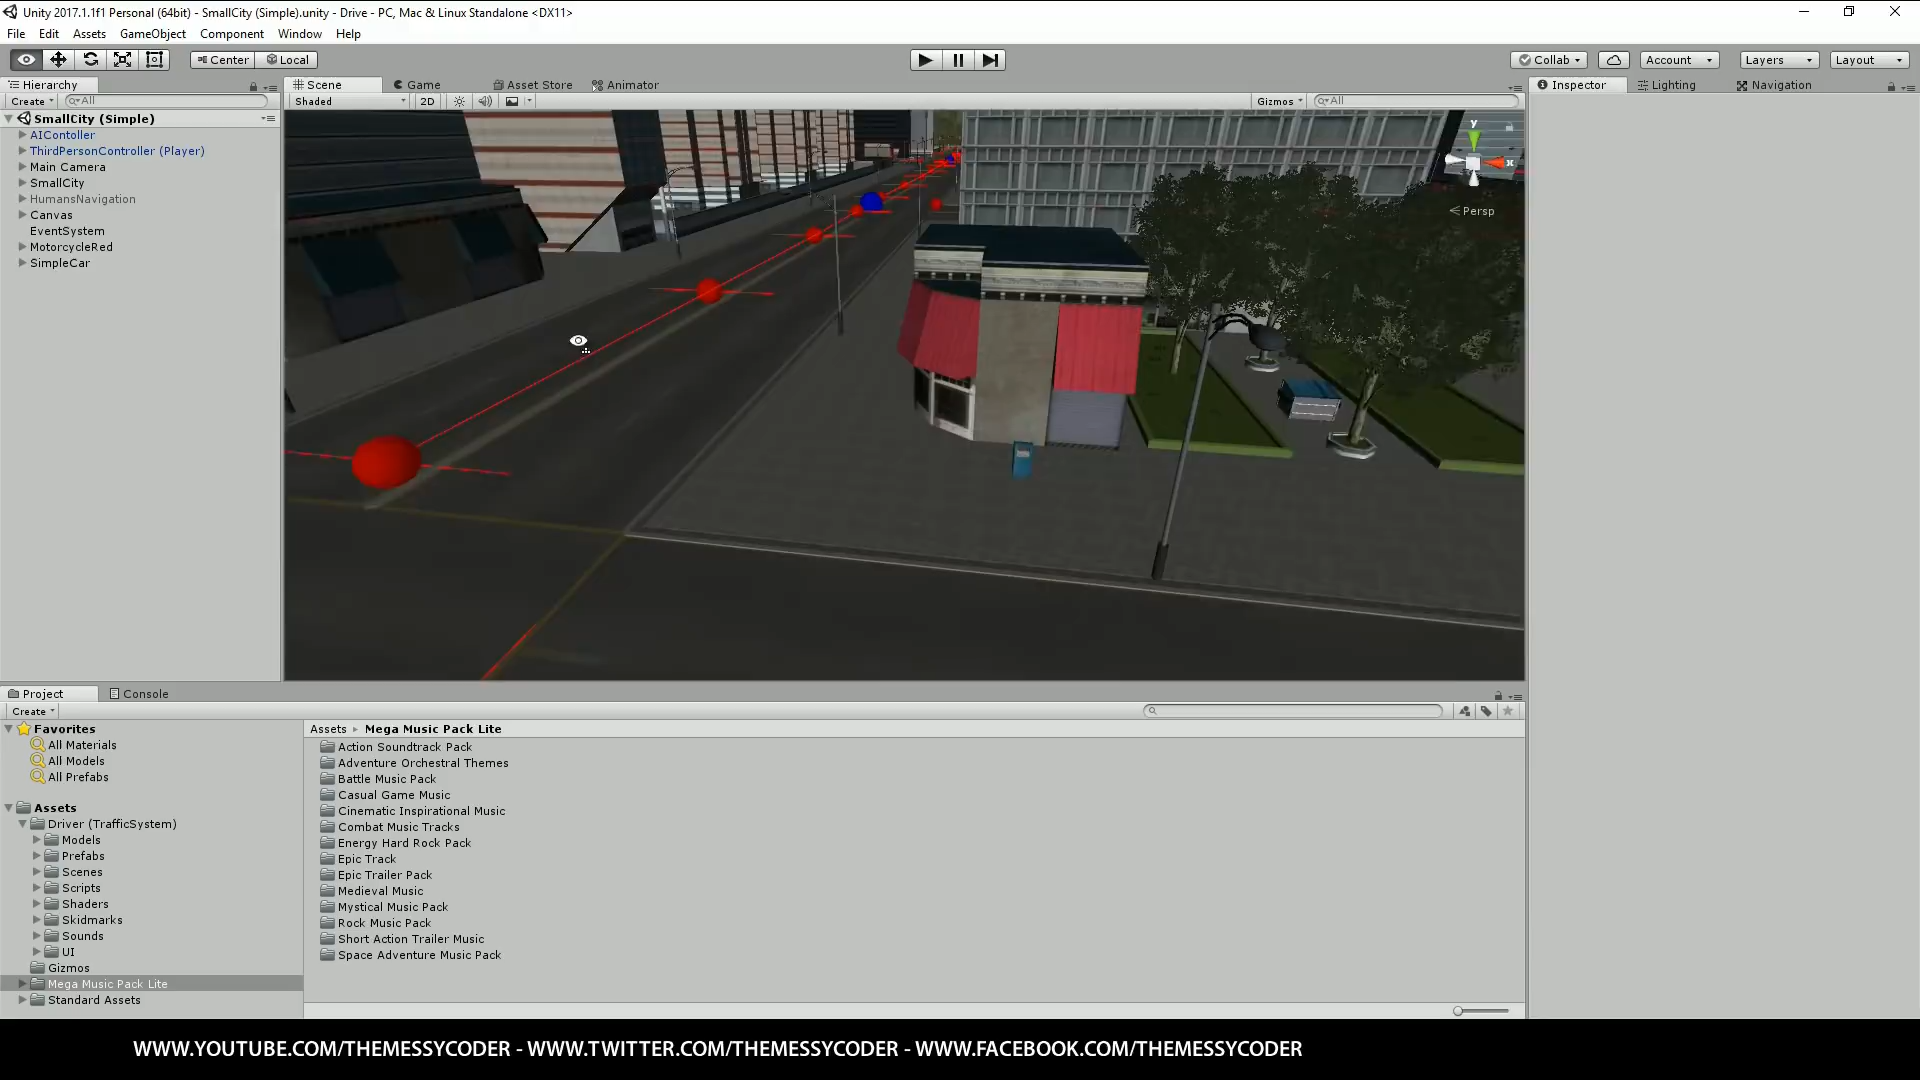 Unity 2017.1.1f1 Personal (64bit) - SmallCity (Simple).unity - Drive - PC, Mac & Linux Standalone <DX11>
File Edit Assets GameObject Component Window Help
Center Local Collab Account Layers Layout
Hierarchy Scene Game Asset Store Animator Inspector Lighting Navigation
Create All Shaded 2D Gizmos All
SmallCity (Simple)
AIContoller
ThirdPersonController (Player)
Main Camera
SmallCity
HumansNavigation
Canvas
EventSystem
MotorcycleRed
SimpleCar
y
x
Persp
Project Console
Create
Favorites
All Materials
All Models
All Prefabs
Assets
Driver (TrafficSystem)
Models
Prefabs
Scenes
Scripts
Shaders
Skidmarks
Sounds
UI
Gizmos
Mega Music Pack Lite
Standard Assets
Assets Mega Music Pack Lite
Action Soundtrack Pack
Adventure Orchestral Themes
Battle Music Pack
Casual Game Music
Cinematic Inspirational Music
Combat Music Tracks
Energy Hard Rock Pack
Epic Track
Epic Trailer Pack
Medieval Music
Mystical Music Pack
Rock Music Pack
Short Action Trailer Music
Space Adventure Music Pack
WWW.YOUTUBE.COM/THEMESSYCODER - WWW.TWITTER.COM/THEMESSYCODER - WWW.FACEBOOK.COM/THEMESSYCODER